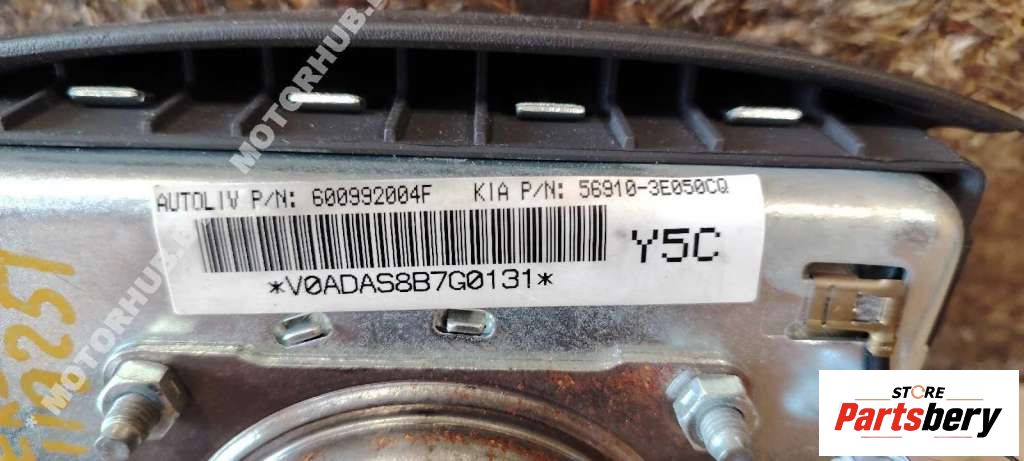 MOTORHUB.B
AUTOLIV P/N: 600992004F KIA P/N: 56910-3E050CQ
Y5C
*V0ADAS8B7G0131*
MOTORHUB.B
STORE
Partsbery